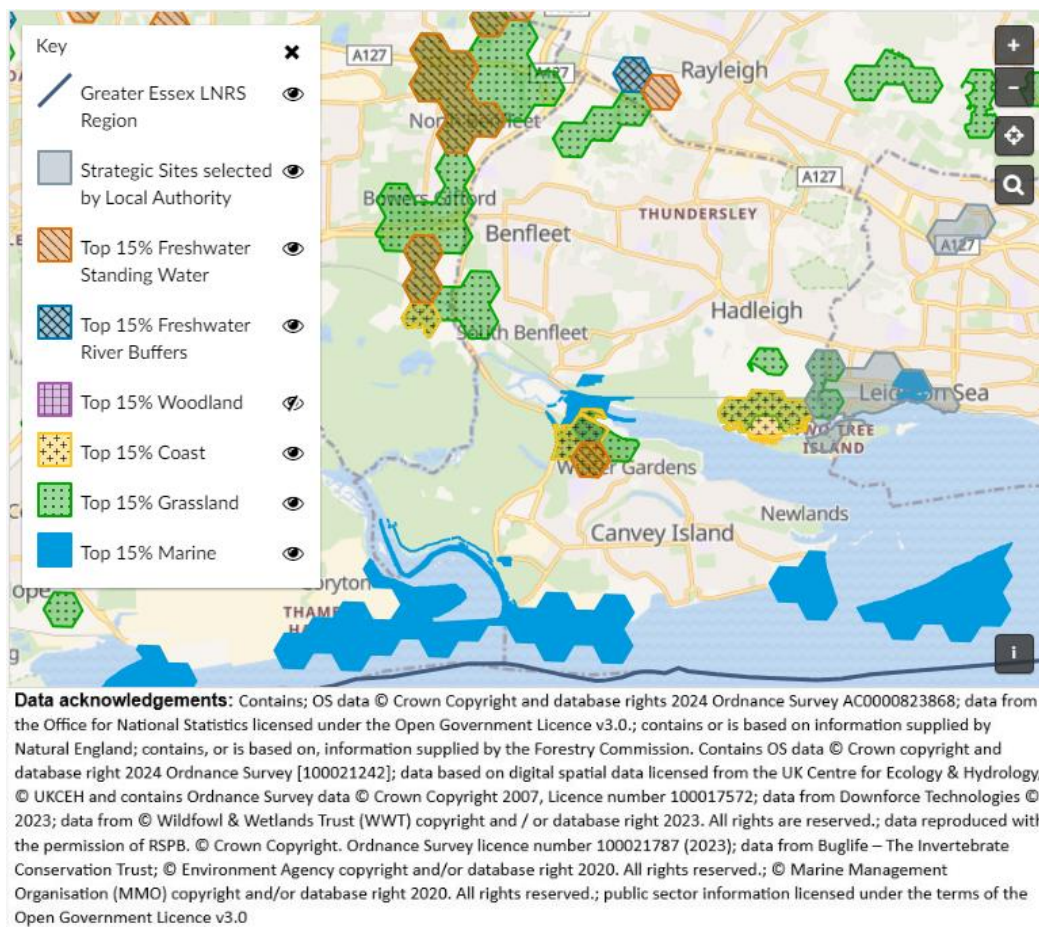 Key
Greater Essex LNRS
Region
Strategic Sites selected
by Local Authority
Top 15% Freshwater
Standing Water
Top 15% Freshwater
River Buffers
Top 15% Woodland
Top 15% Coast
Top 15% Grassland
Top 15% Marine
A127
A127
Rayleigh
North Benfleet
A127
Bowers Gifford
THUNDERSLEY
A127
Benfleet
Hadleigh
South Benfleet
Leigh on Sea
TWO TREE
ISLAND
Winter Gardens
Newlands
Canvey Island
Coryton
THAMES
i
Data acknowledgements: Contains; OS data © Crown Copyright and database rights 2024 Ordnance Survey AC0000823868; data from
the Office for National Statistics licensed under the Open Government Licence v3.0.; contains or is based on information supplied by
Natural England; contains, or is based on, information supplied by the Forestry Commission. Contains OS data © Crown copyright and
database right 2024 Ordnance Survey [100021242]; data based on digital spatial data licensed from the UK Centre for Ecology & Hydrology,
© UKCEH and contains Ordnance Survey data © Crown Copyright 2007, Licence number 100017572; data from Downforce Technologies ©
2023; data from © Wildfowl & Wetlands Trust (WWT) copyright and / or database right 2023. All rights are reserved.; data reproduced with
the permission of RSPB. © Crown Copyright. Ordnance Survey licence number 100021787 (2023); data from Buglife – The Invertebrate
Conservation Trust; © Environment Agency copyright and/or database right 2020. All rights reserved.; © Marine Management
Organisation (MMO) copyright and/or database right 2020. All rights reserved.; public sector information licensed under the terms of the
Open Government Licence v3.0